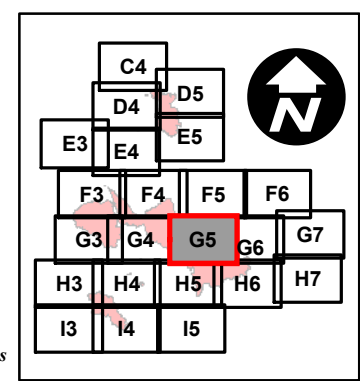 C4
D4 D5
E3 E4 E5
F3 F4 F5 F6
G3 G4 G5 G6 G7
H3 H4 H5 H6 H7
I3 I4 I5
N
s